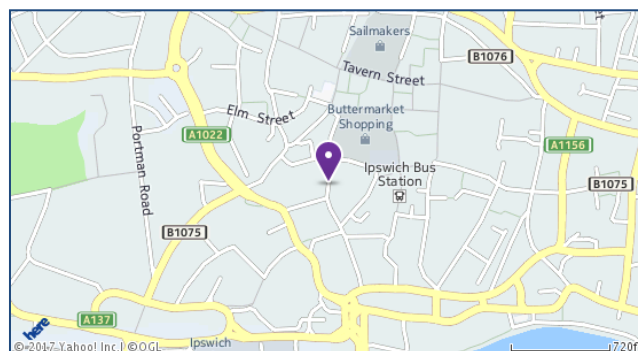 Sailmakers
B1076
Tavern Street
Buttermarket
Shopping
Elm Street
A1022
A1156
Portman Road
Ipswich Bus
Station
B1075
B1075
A137
here
Ipswich
© 2017 Yahoo! Inc | © OGL
720f